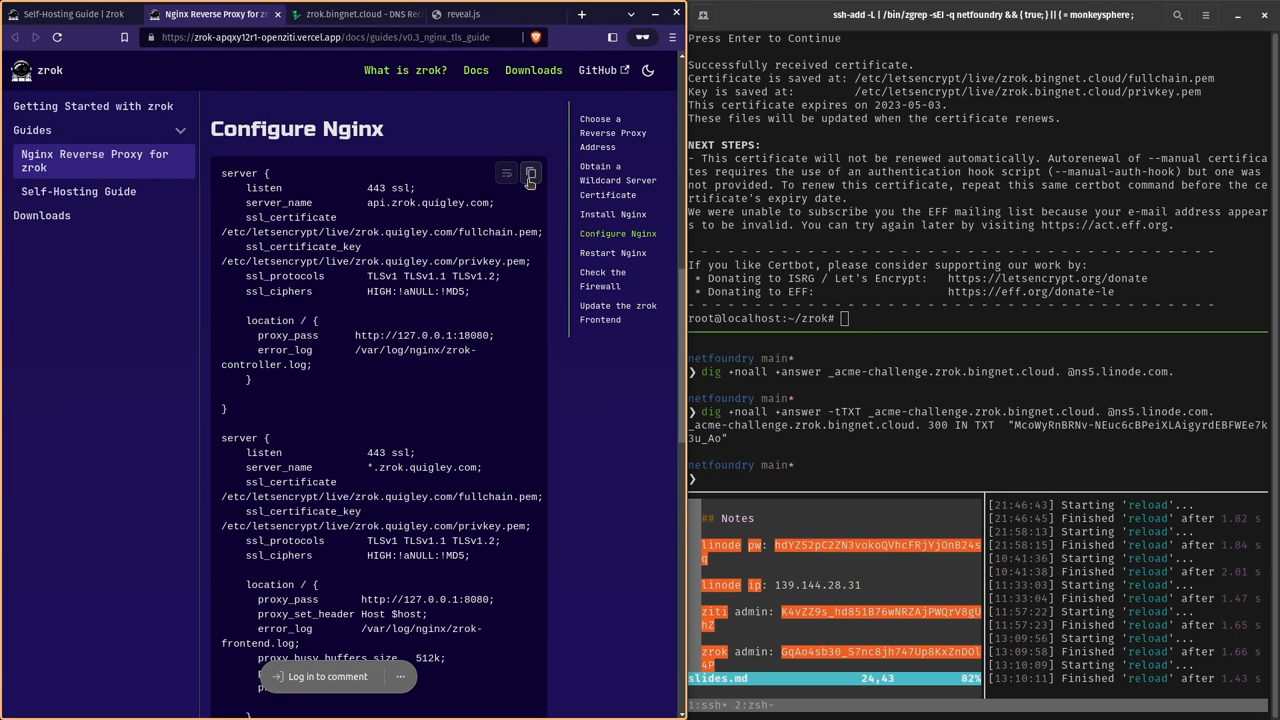 Self-Hosting Guide | Zrok
Nginx Reverse Proxy for z
zrok.bingnet.cloud - DNS Rec
reveal.js
https://zrok-apqxy12r1-openziti.vercel.app/docs/guides/v0.3_nginx_tls_guide
zrok
What is zrok?
Docs
Downloads
GitHub
Getting Started with zrok
Guides
Nginx Reverse Proxy for
zrok
Self-Hosting Guide
Downloads
Configure Nginx
server {
listen 443 ssl;
server_name api.zrok.quigley.com;
ssl_certificate
/etc/letsencrypt/live/zrok.quigley.com/fullchain.pem;
ssl_certificate_key
/etc/letsencrypt/live/zrok.quigley.com/privkey.pem;
ssl_protocols TLSv1 TLSv1.1 TLSv1.2;
ssl_ciphers HIGH:!aNULL:!MD5;
location / {
proxy_pass http://127.0.0.1:18080;
error_log /var/log/nginx/zrok-
controller.log;
}
}
server {
listen 443 ssl;
server_name *.zrok.quigley.com;
ssl_certificate
/etc/letsencrypt/live/zrok.quigley.com/fullchain.pem;
ssl_certificate_key
/etc/letsencrypt/live/zrok.quigley.com/privkey.pem;
ssl_protocols TLSv1 TLSv1.1 TLSv1.2;
ssl_ciphers HIGH:!aNULL:!MD5;
location / {
proxy_pass http://127.0.0.1:8080;
proxy_set_header Host $host;
error_log /var/log/nginx/zrok-
frontend.log;
proxy_busy_buffers_size 512k;
}
Log in to comment
Choose a
Reverse Proxy
Address
Obtain a
Wildcard Server
Certificate
Install Nginx
Configure Nginx
Restart Nginx
Check the
Firewall
Update the zrok
Frontend
ssh-add -L | /bin/zgrep -sEI -q netfoundry && { true; } || { = monkeysphere ;
Press Enter to Continue
Successfully received certificate.
Certificate is saved at: /etc/letsencrypt/live/zrok.bingnet.cloud/fullchain.pem
Key is saved at: /etc/letsencrypt/live/zrok.bingnet.cloud/privkey.pem
This certificate expires on 2023-05-03.
These files will be updated when the certificate renews.
NEXT STEPS:
- This certificate will not be renewed automatically. Autorenewal of --manual certifica
tes requires the use of an authentication hook script (--manual-auth-hook) but one was
not provided. To renew this certificate, repeat this same certbot command before the ce
rtificate's expiry date.
We were unable to subscribe you the EFF mailing list because your e-mail address appear
s to be invalid. You can try again later by visiting https://act.eff.org.
- - - - - - - - - - - - - - - - - - - - - - - - - - - - - - - - - - - - - - - -
If you like Certbot, please consider supporting our work by:
* Donating to ISRG / Let's Encrypt: https://letsencrypt.org/donate
* Donating to EFF: https://eff.org/donate-le
- - - - - - - - - - - - - - - - - - - - - - - - - - - - - - - - - - - - - - - -
root@localhost:~/zrok#
netfoundry main*
❯ dig +noall +answer _acme-challenge.zrok.bingnet.cloud. @ns5.linode.com.
netfoundry main*
❯ dig +noall +answer -tTXT _acme-challenge.zrok.bingnet.cloud. @ns5.linode.com.
_acme-challenge.zrok.bingnet.cloud. 300 IN TXT "McoWyRnBRNv-NEuc6cBPeiXLAigyrdEBFWEe7k
3u_Ao"
netfoundry main*
❯
## Notes
linode pw: hdYZ52pC2ZN3vokoQVhcFRjYjOnB24s
q
linode ip: 139.144.28.31
ziti admin: K4vZZ9s_hd851B76wNRZAjPWQrV8gU
hZ
zrok admin: GqAo4sb30_S7nc8jh747Up8KxZnDOl
4P
slides.md 24,43 82%
[21:46:43] Starting 'reload'...
[21:46:45] Finished 'reload' after 1.82 s
[21:58:13] Starting 'reload'...
[21:58:15] Finished 'reload' after 1.84 s
[10:41:36] Starting 'reload'...
[10:41:38] Finished 'reload' after 2.01 s
[11:33:03] Starting 'reload'...
[11:33:04] Finished 'reload' after 1.47 s
[11:57:22] Starting 'reload'...
[11:57:23] Finished 'reload' after 1.65 s
[13:09:56] Starting 'reload'...
[13:09:58] Finished 'reload' after 1.66 s
[13:10:09] Starting 'reload'...
[13:10:11] Finished 'reload' after 1.43 s
1:ssh* 2:zsh-